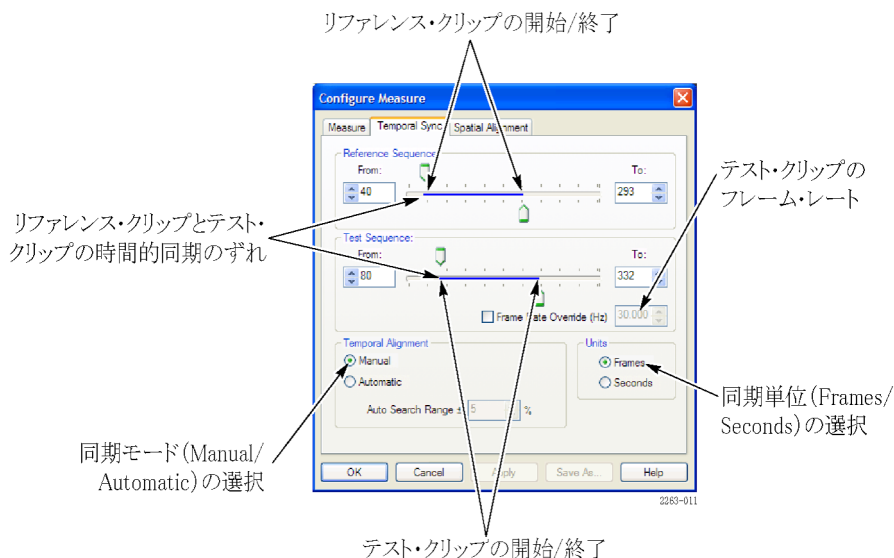 リファレンス・クリップの開始/終了
Configure Measure
Measure
Temporal Sync
Spatial Alignment
Reference Sequence
From:
To:
40
293
テスト・クリップの
フレーム・レート
リファレンス・クリップとテスト・
クリップの時間的同期のずれ
Test Sequence:
From:
To:
80
332
Frame Rate Override (Hz)
30.000
Temporal Alignment
Manual
Automatic
Auto Search Range ±
5
%
Units
Frames
Seconds
同期単位(Frames/
Seconds)の選択
同期モード(Manual/
Automatic)の選択
OK
Cancel
Apply
Save As...
Help
2263-011
テスト・クリップの開始/終了